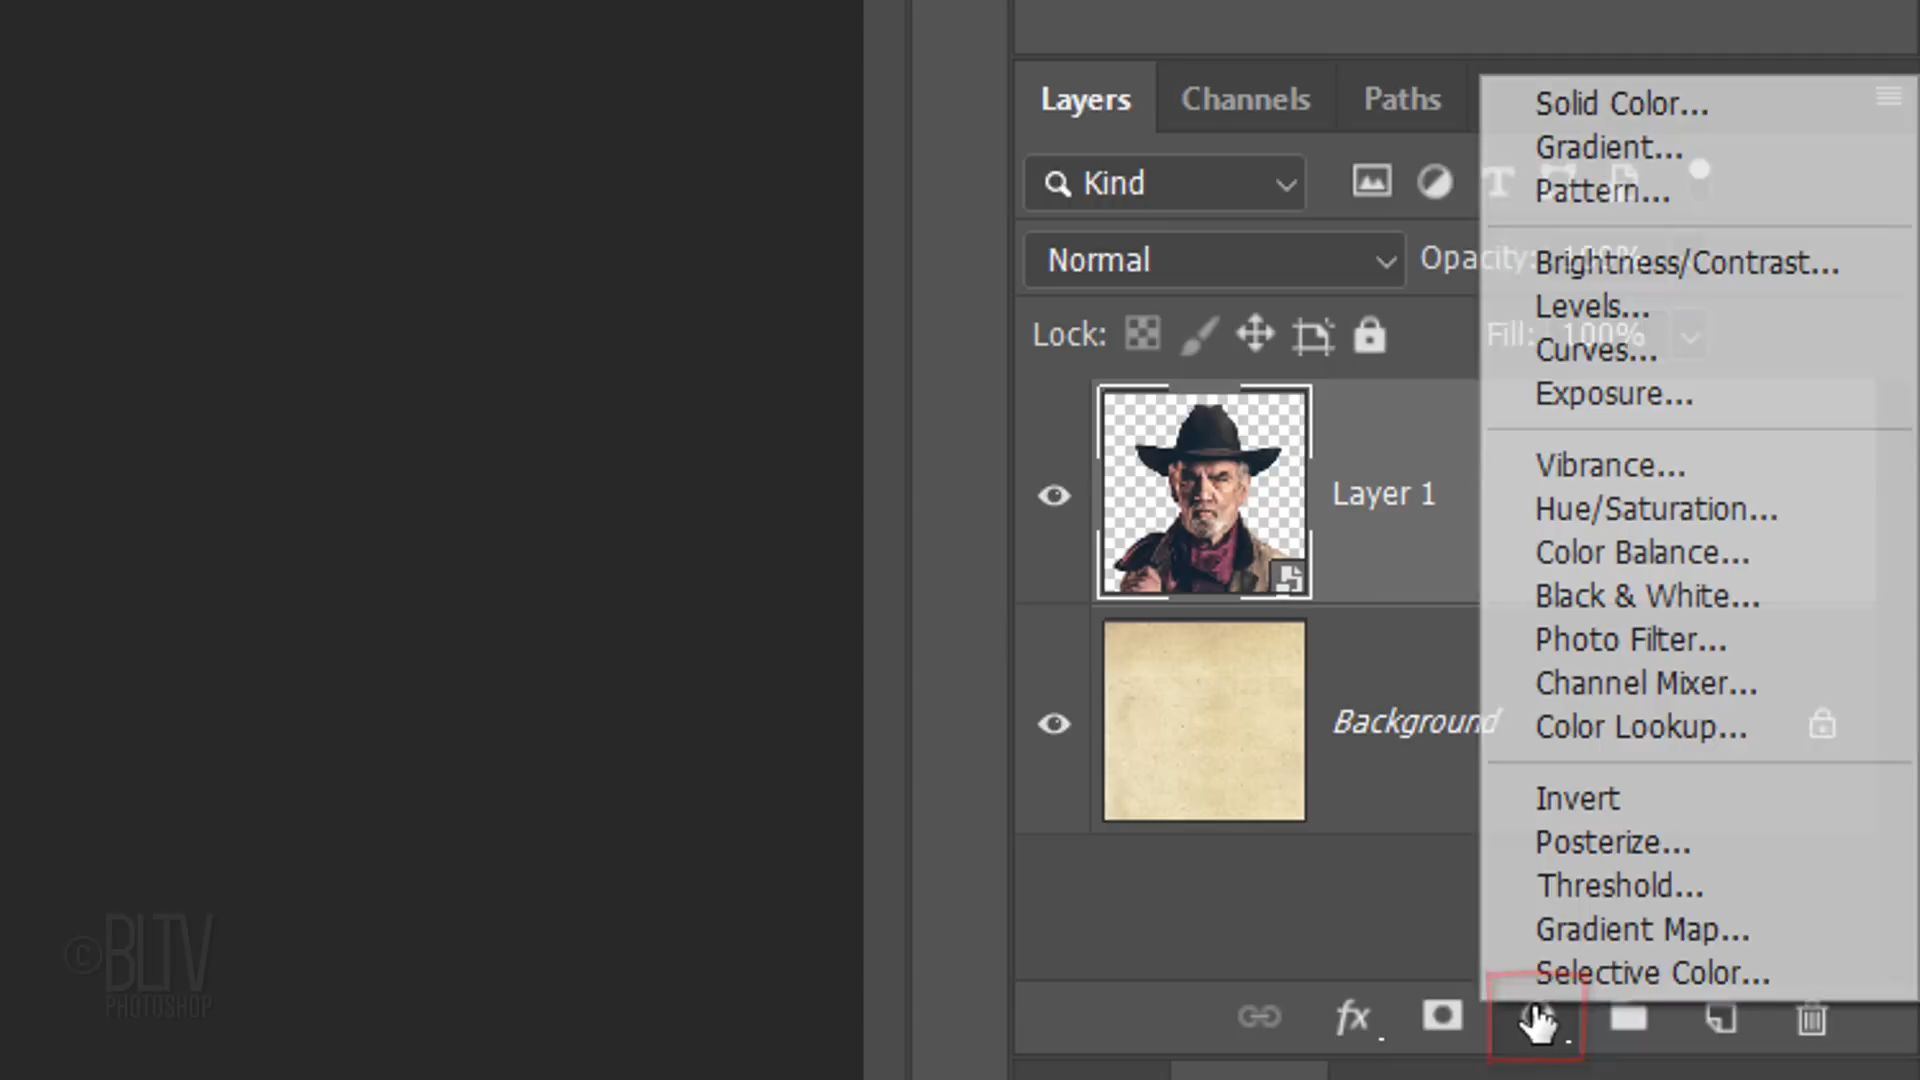 Layers Channels Paths
Kind
Normal
Opacity: 100%
Lock:
Fill: 100%
Layer 1
Background
Solid Color...
Gradient...
Pattern...
Brightness/Contrast...
Levels...
Curves...
Exposure...
Vibrance...
Hue/Saturation...
Color Balance...
Black & White...
Photo Filter...
Channel Mixer...
Color Lookup...
Invert
Posterize...
Threshold...
Gradient Map...
Selective Color...
fx
©BLTV
PHOTOSHOP